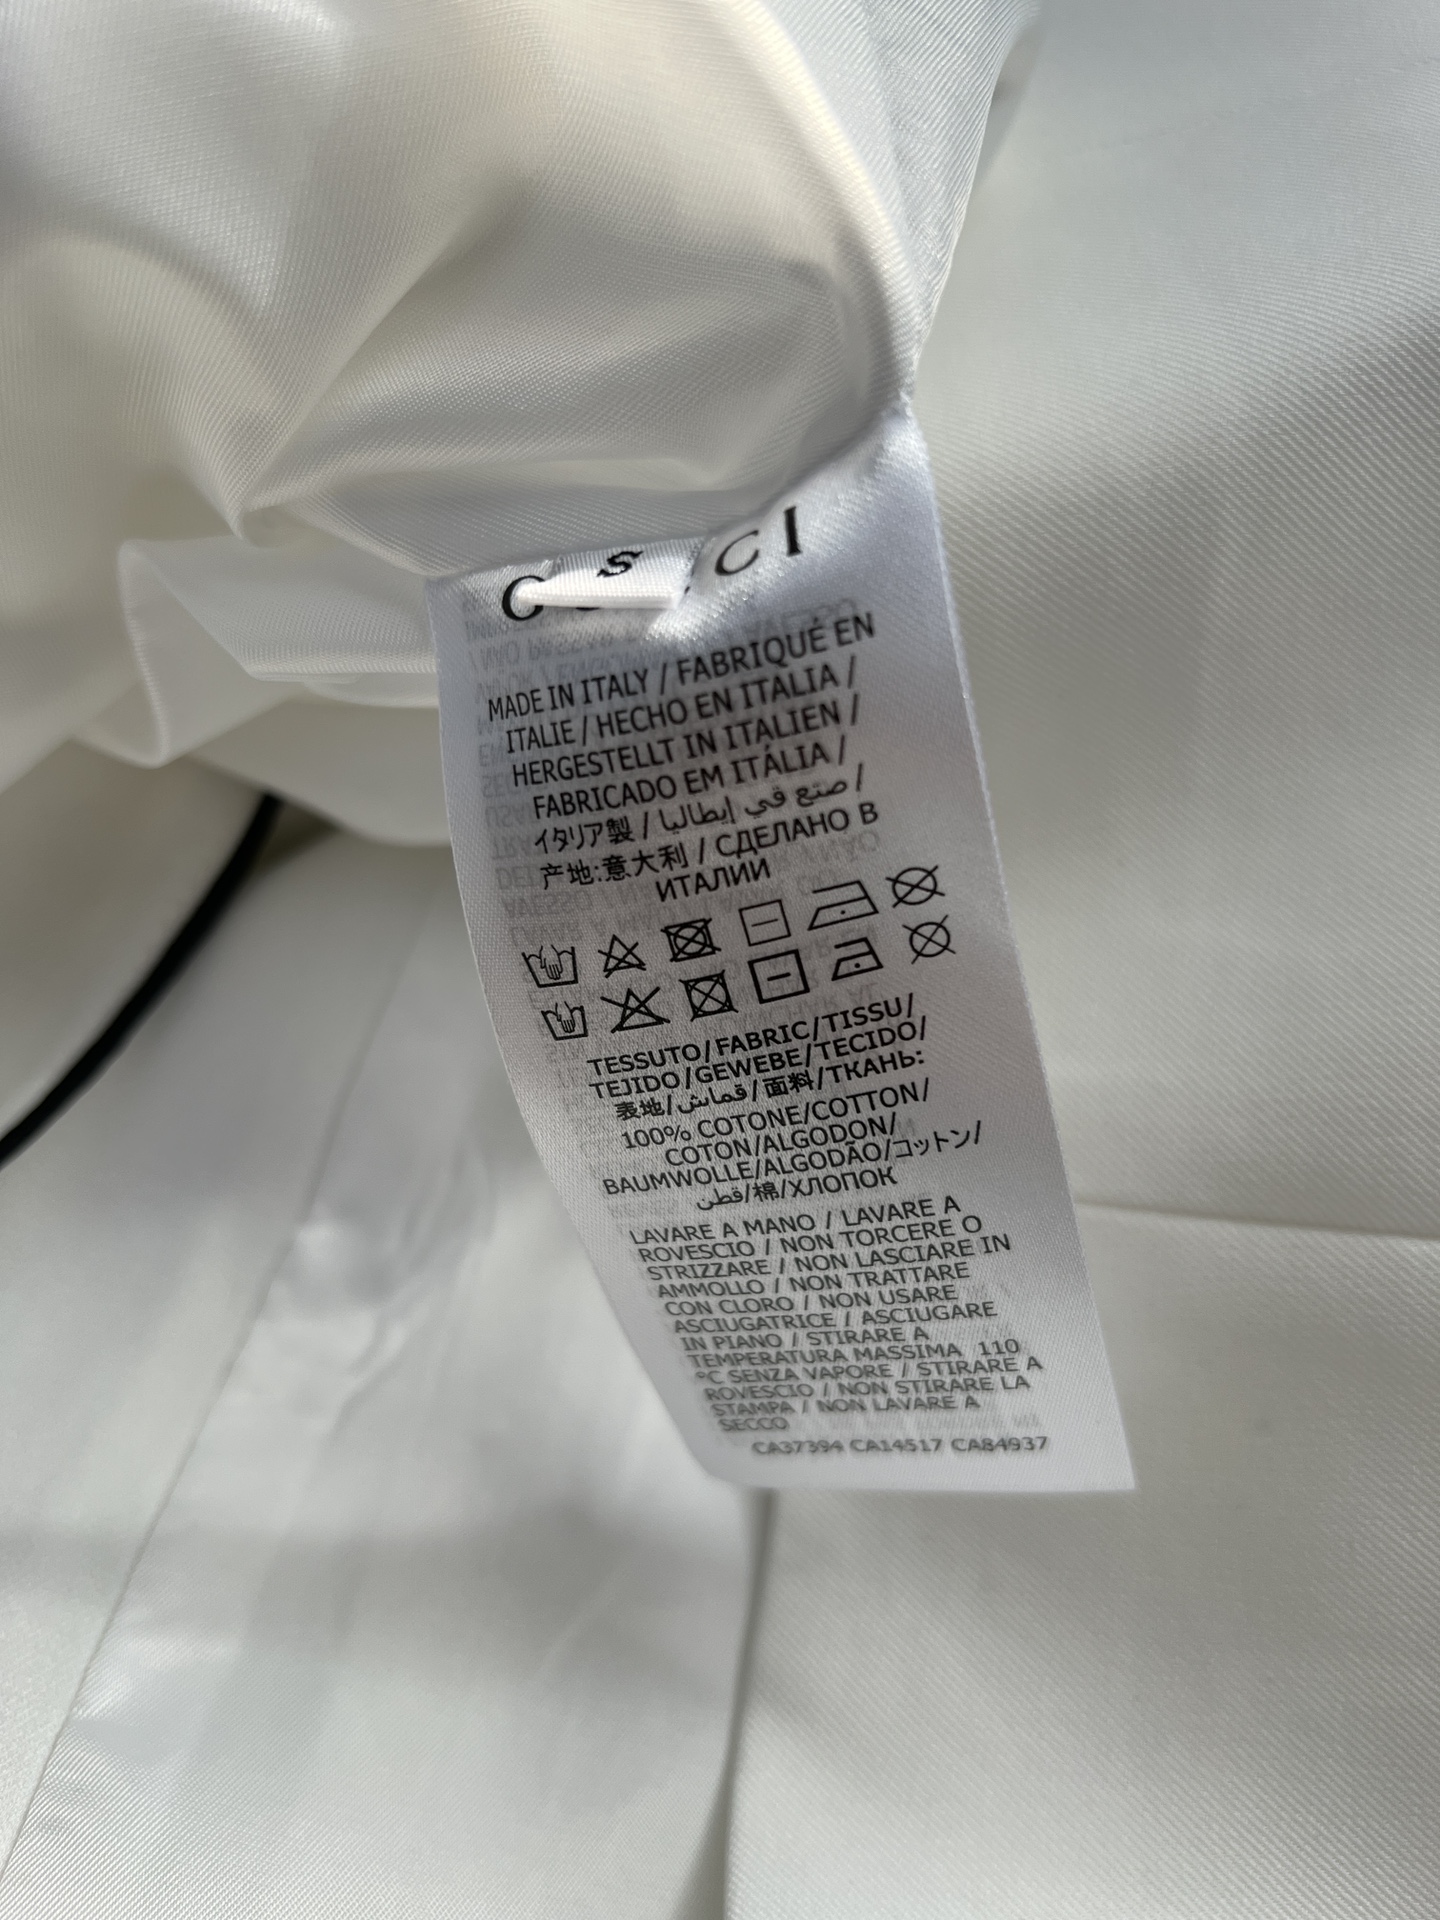 S
MADE IN ITALY / FABRIQUÉ EN
ITALIE / HECHO EN ITALIA /
HERGESTELLT IN ITALIEN /
FABRICADO EM ITÁLIA /
イタリア製 / صنع في إيطاليا /
产地:意大利 / СДЕЛАНО В
ИТАЛИИ
TESSUTO/FABRIC/TISSU/
TEJIDO/GEWEBE/TECIDO/
表地/قماش/面料/ТКАНЬ:
100% COTONE/COTTON/
COTON/ALGODON/
BAUMWOLLE/ALGODÃO/コットン/
قطن/棉/ХЛОПОК
LAVARE A MANO / LAVARE A
ROVESCIO / NON TORCERE O
STRIZZARE / NON LASCIARE IN
AMMOLLO / NON TRATTARE
CON CLORO / NON USARE
ASCIUGATRICE / ASCIUGARE
IN PIANO / STIRARE A
TEMPERATURA MASSIMA 110
°C SENZA VAPORE / STIRARE A
ROVESCIO / NON STIRARE LA
STAMPA / NON LAVARE A
SECCO
CA37394 CA14517 CA84937